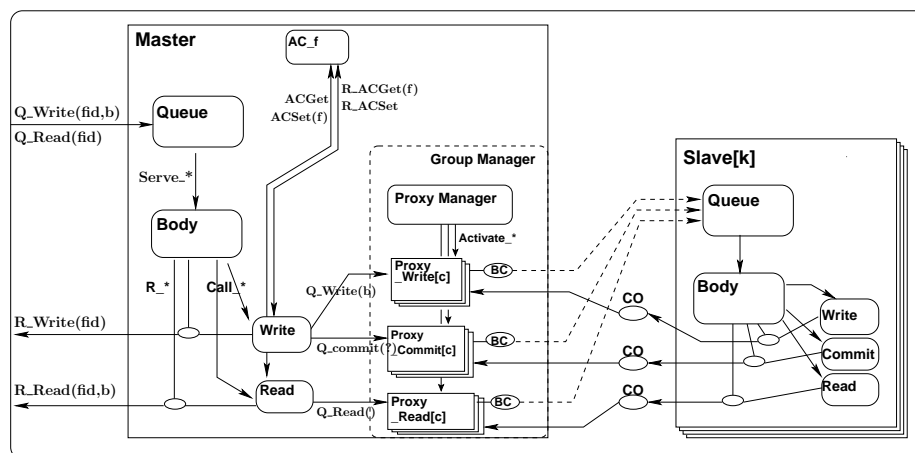 Master
AC_f
Q_Write(fid,b)
Q_Read(fid)
Queue
ACGet
ACSet(f)
R_ACGet(f)
R_ACSet
Serve_*
Body
R_*
Call_*
R_Write(fid)
R_Read(fid,b)
Write
Read
Q_Write(b)
Q_commit(?)
Q_Read()
Group Manager
Proxy Manager
Activate_*
Proxy
_Write[c]
BC
Proxy
_Commit[c]
BC
Proxy
_Read[c]
BC
CO
CO
CO
Slave[k]
Queue
Body
Write
Commit
Read